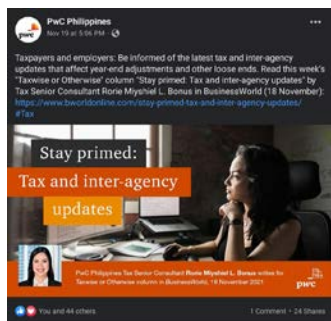 PwC Philippines
Nov 19 at 5:06 PM
pwc
Taxpayers and employers: Be informed of the latest tax and inter-agency
updates that affect year-end adjustments and other loose ends. Read this week's
"Taxwise or Otherwise" column "Stay primed: Tax and inter-agency updates" by
Tax Senior Consultant Rorie Miyshiel L. Bonus in BusinessWorld (18 November):
https://www.bworldonline.com/stay-primed-tax-and-inter-agency-updates/
#Tax
Stay primed:
Tax and inter-agency
updates
PwC Philippines Tax Senior Consultant Rorie Miyshiel L. Bonus writes for
Taxwise or Otherwise column in BusinessWorld, 18 November 2021
pwc
You and 44 others
1 Comment • 24 Shares